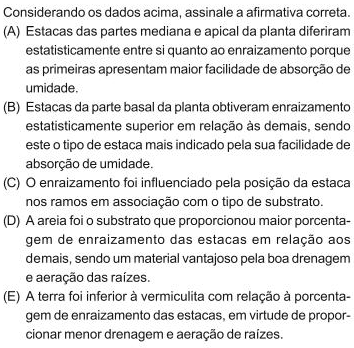 Considerando os dados acima, assinale a afirmativa correta.
(A) Estacas das partes mediana e apical da planta diferiram
estatisticamente entre si quanto ao enraizamento porque
as primeiras apresentam maior facilidade de absorção de
umidade.
(B) Estacas da parte basal da planta obtiveram enraizamento
estatisticamente superior em relação às demais, sendo
este o tipo de estaca mais indicado pela sua facilidade de
absorção de umidade.
(C) O enraizamento foi influenciado pela posição da estaca
nos ramos em associação com o tipo de substrato.
(D) A areia foi o substrato que proporcionou maior porcenta-
gem de enraizamento das estacas em relação aos
demais, sendo um material vantajoso pela boa drenagem
e aeração das raízes.
(E) A terra foi inferior à vermiculita com relação à porcenta-
gem de enraizamento das estacas, em virtude de propor-
cionar menor drenagem e aeração de raízes.